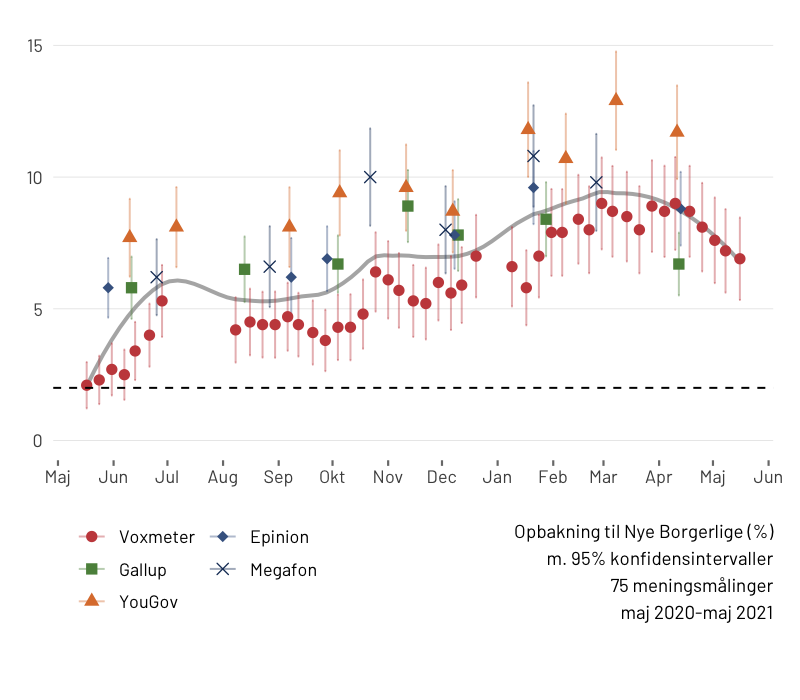 15
10
5
0
Maj Jun Jul Aug Sep Okt Nov Dec Jan Feb Mar Apr Maj Jun
Voxmeter Epinion
Gallup Megafon
YouGov
Opbakning til Nye Borgerlige (%)
m. 95% konfidensintervaller
75 meningsmålinger
maj 2020-maj 2021